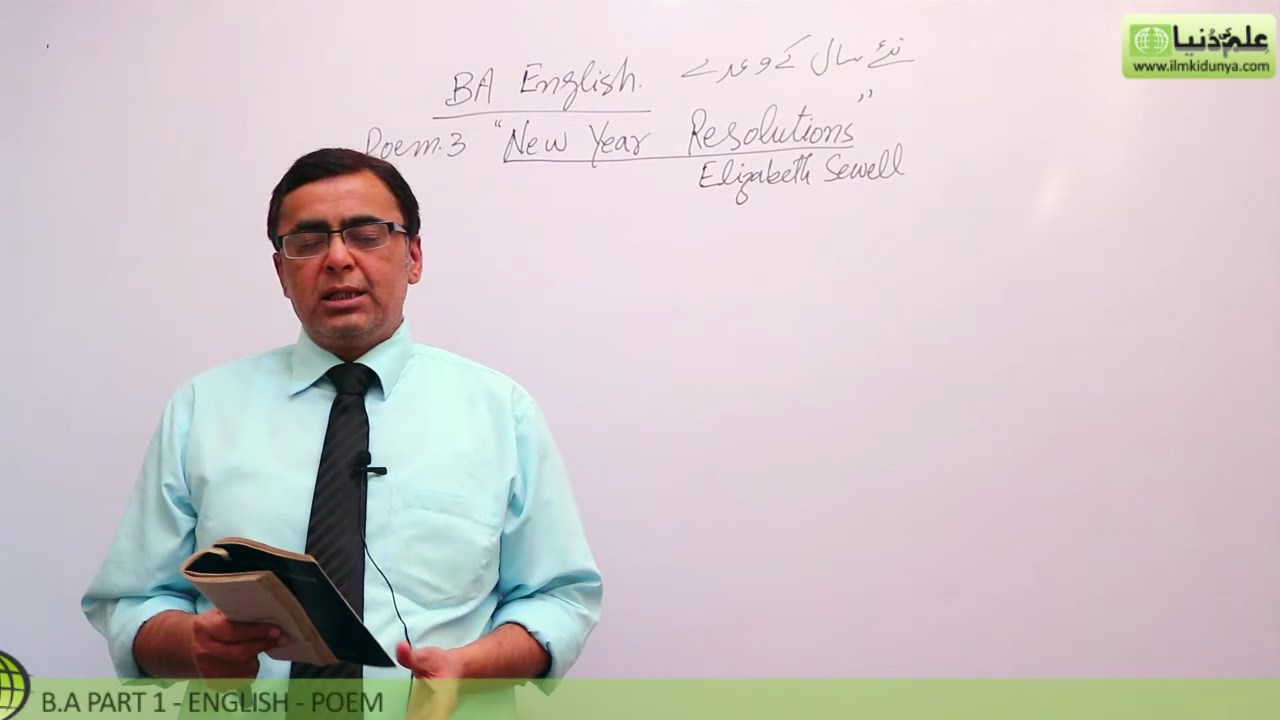 علم کی دُنیا
www.ilmkidunya.com
BA English. نئے سال کے وعدے
Poem.3 "New Year Resolutions"
Elizabeth Sewell
B.A PART 1 - ENGLISH - POEM